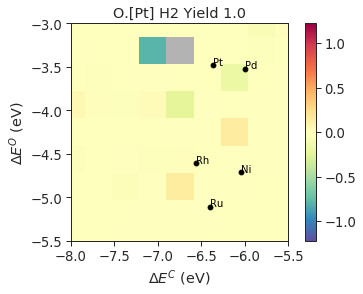 O.[Pt] H2 Yield 1.0
−3.0
−3.5
−4.0
−4.5
−5.0
−5.5
ΔE^O (eV)
Pt
Pd
Rh
Ni
Ru
−8.0 −7.5 −7.0 −6.5 −6.0 −5.5
ΔE^C (eV)
1.0
0.5
0.0
−0.5
−1.0